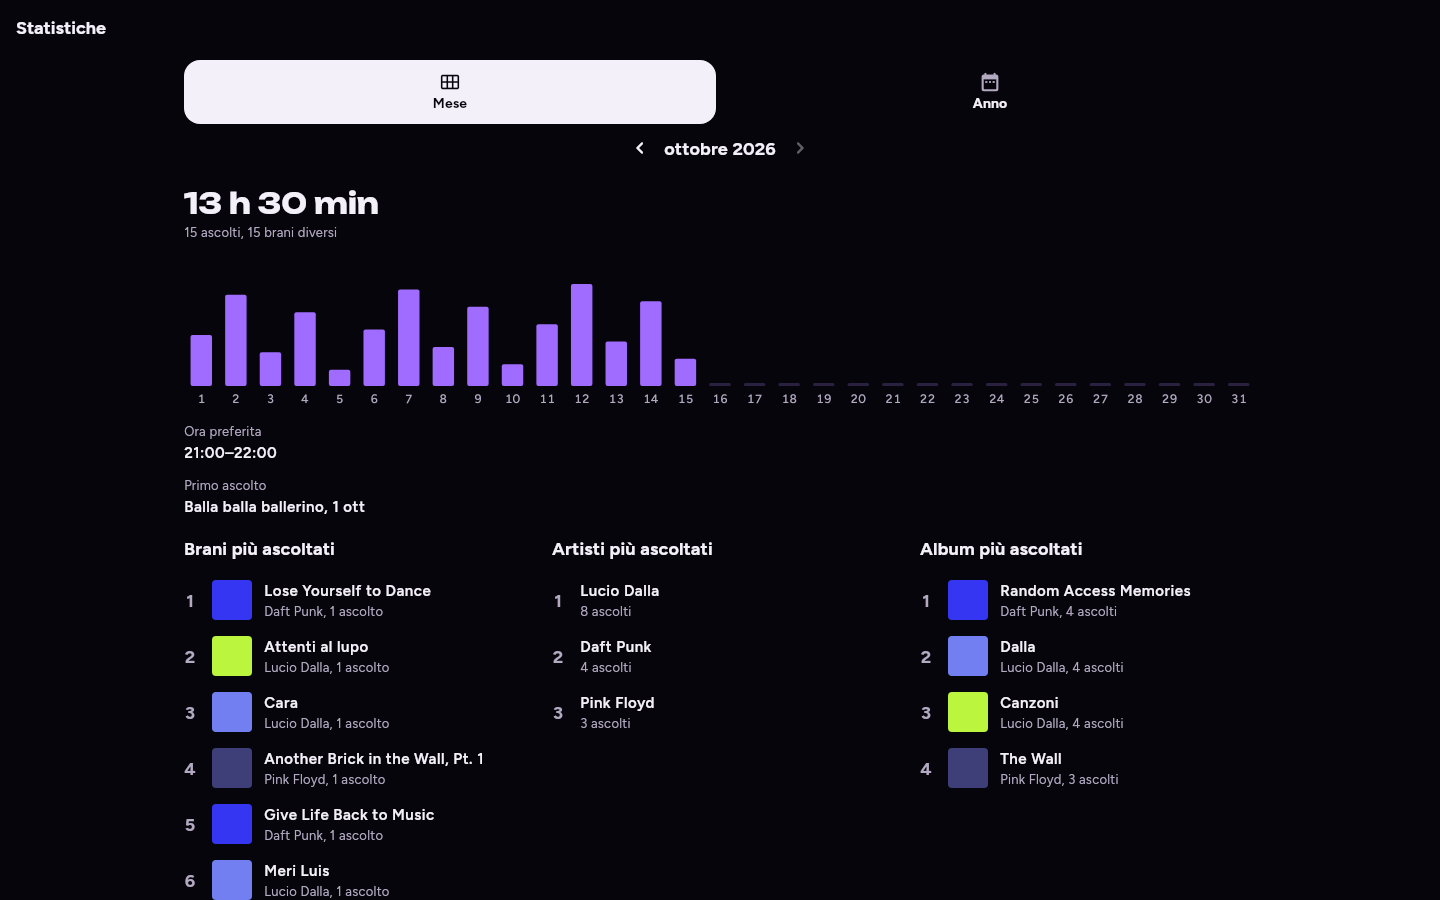 Statistiche
Mese
Anno
ottobre 2026
13 h 30 min
15 ascolti, 15 brani diversi
1 2 3 4 5 6 7 8 9 10 11 12 13 14 15 16 17 18 19 20 21 22 23 24 25 26 27 28 29 30 31
Ora preferita
21:00–22:00
Primo ascolto
Balla balla ballerino, 1 ott
Brani più ascoltati
1
Lose Yourself to Dance
Daft Punk, 1 ascolto
2
Attenti al lupo
Lucio Dalla, 1 ascolto
3
Cara
Lucio Dalla, 1 ascolto
4
Another Brick in the Wall, Pt. 1
Pink Floyd, 1 ascolto
5
Give Life Back to Music
Daft Punk, 1 ascolto
6
Meri Luis
Lucio Dalla, 1 ascolto
Artisti più ascoltati
1
Lucio Dalla
8 ascolti
2
Daft Punk
4 ascolti
3
Pink Floyd
3 ascolti
Album più ascoltati
1
Random Access Memories
Daft Punk, 4 ascolti
2
Dalla
Lucio Dalla, 4 ascolti
3
Canzoni
Lucio Dalla, 4 ascolti
4
The Wall
Pink Floyd, 3 ascolti